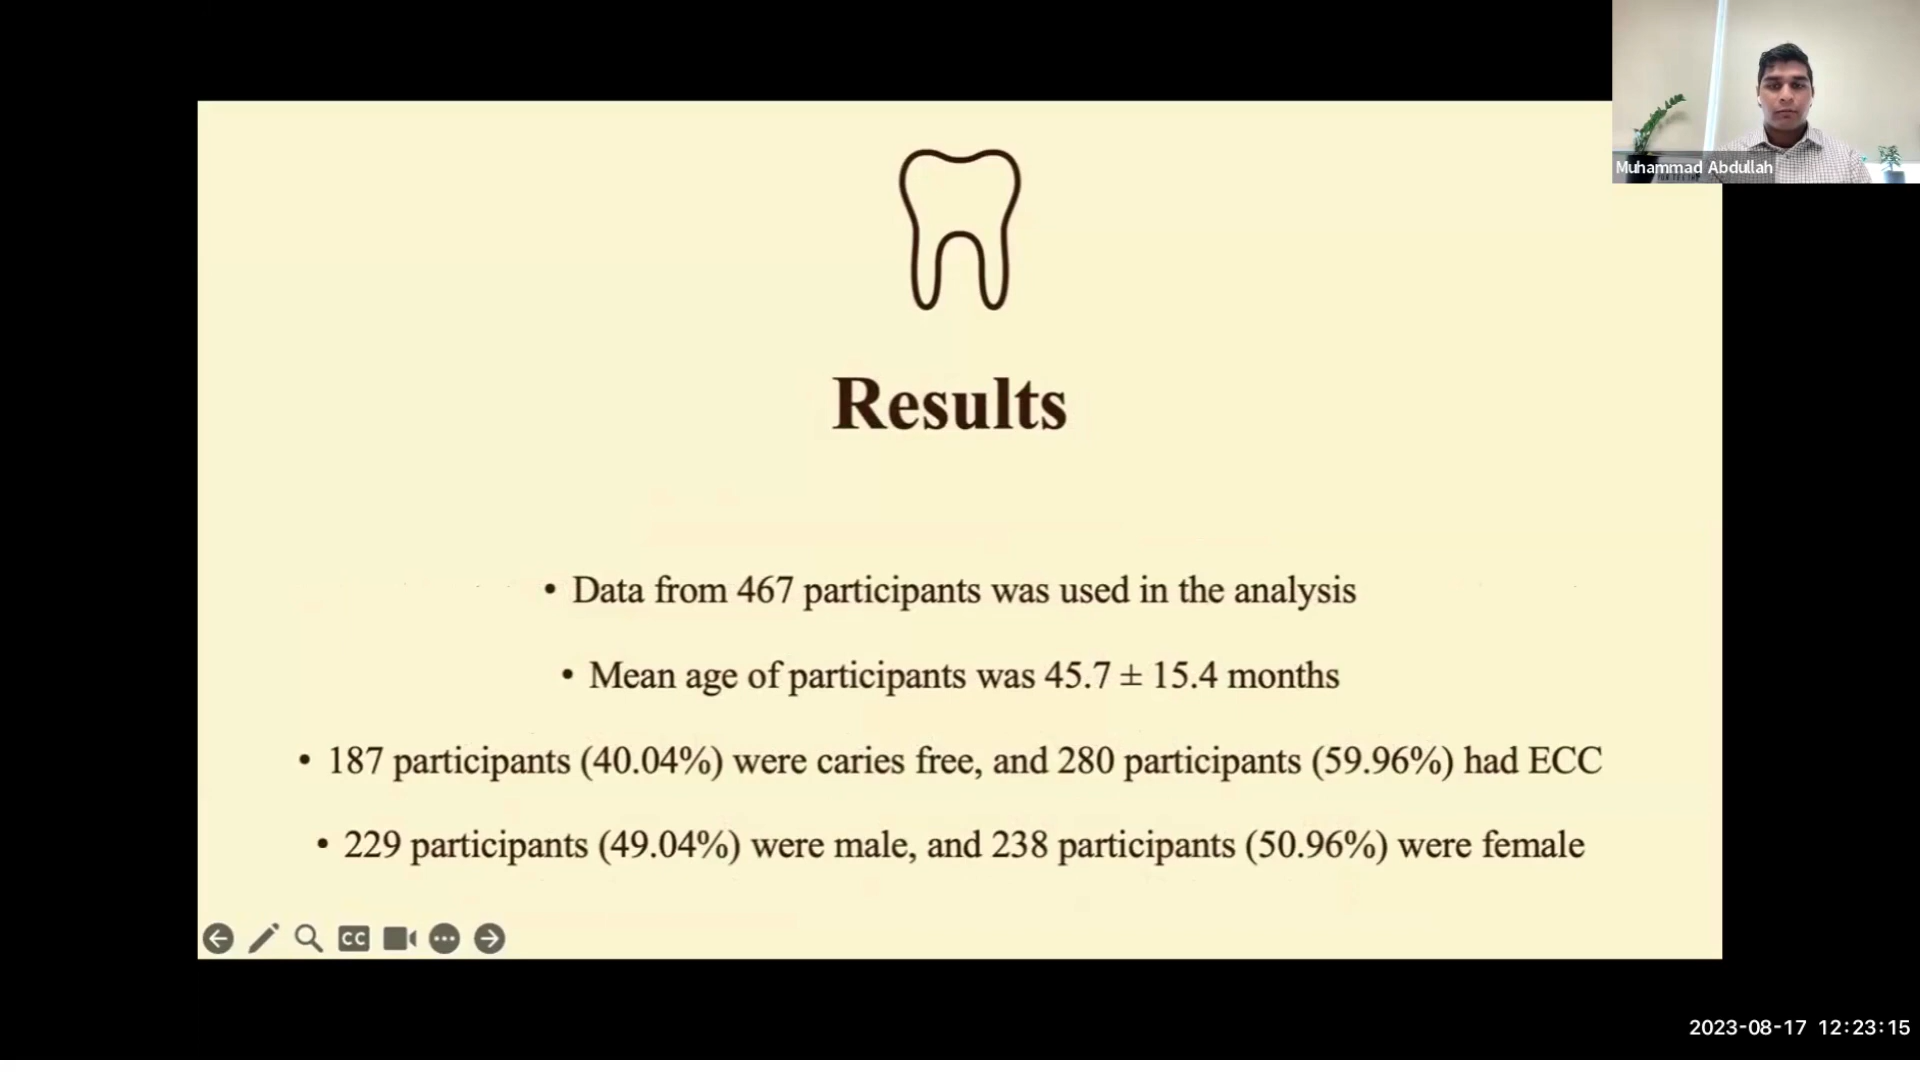 Muhammad Abdullah
Results
• Data from 467 participants was used in the analysis
• Mean age of participants was 45.7 ± 15.4 months
• 187 participants (40.04%) were caries free, and 280 participants (59.96%) had ECC
• 229 participants (49.04%) were male, and 238 participants (50.96%) were female
CC
2023-08-17 12:23:15